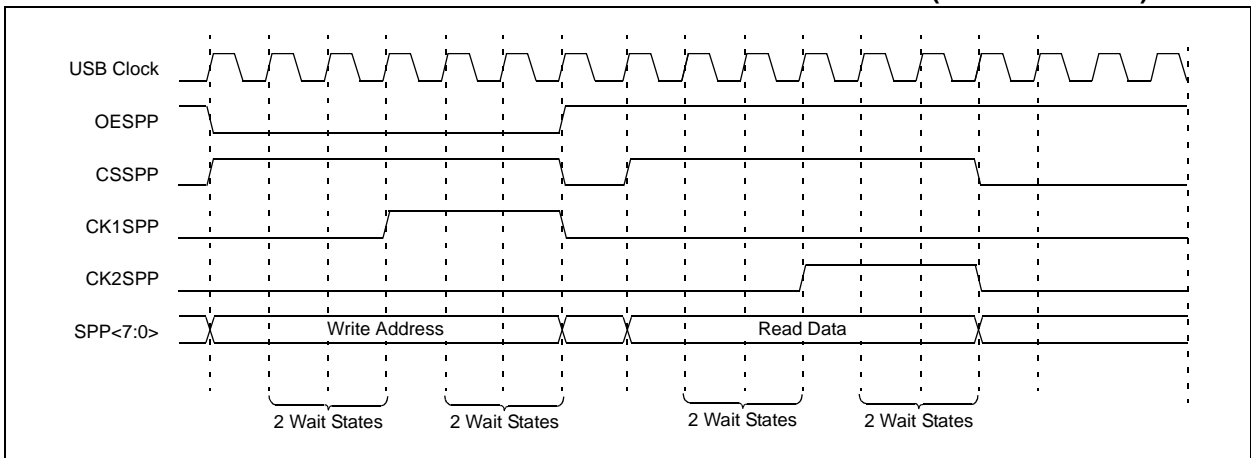 USB Clock
OESPP
CSSPP
CK1SPP
CK2SPP
SPP<7:0> Write Address Read Data
2 Wait States 2 Wait States 2 Wait States 2 Wait States